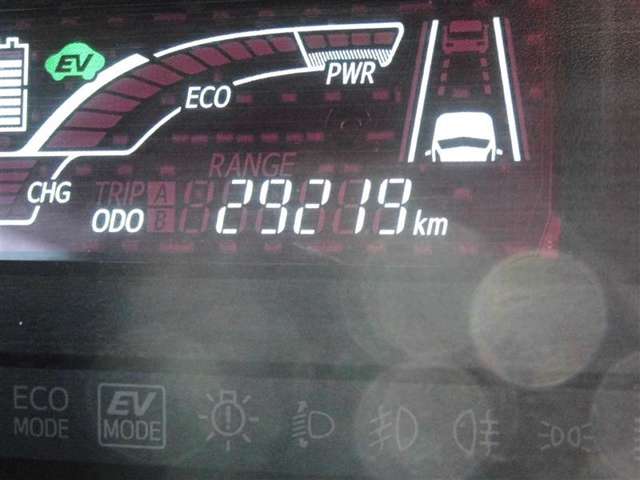 EV
ECO
PWR
CHG
RANGE
TRIP A
ODO B 29219 km
ECO
MODE
EV
MODE